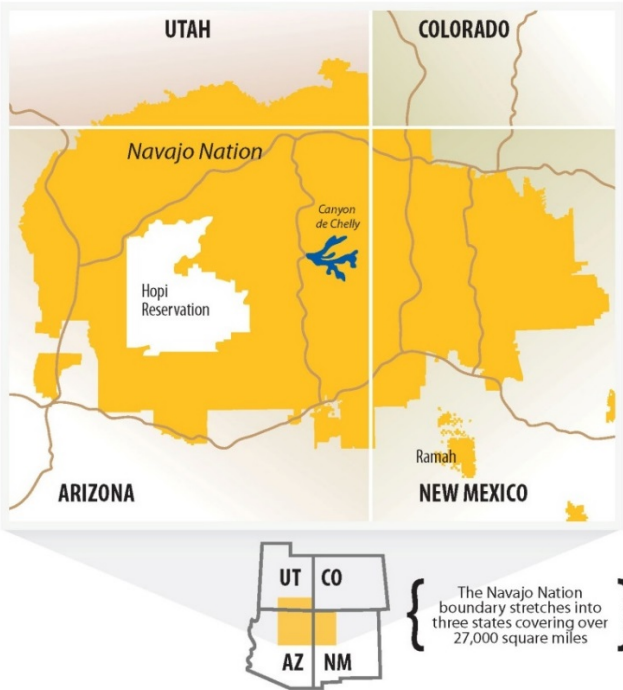 UTAH
COLORADO
Navajo Nation
Canyon
de Chelly
Hopi
Reservation
Ramah
ARIZONA
NEW MEXICO
UT
CO
AZ
NM
The Navajo Nation
boundary stretches into
three states covering over
27,000 square miles